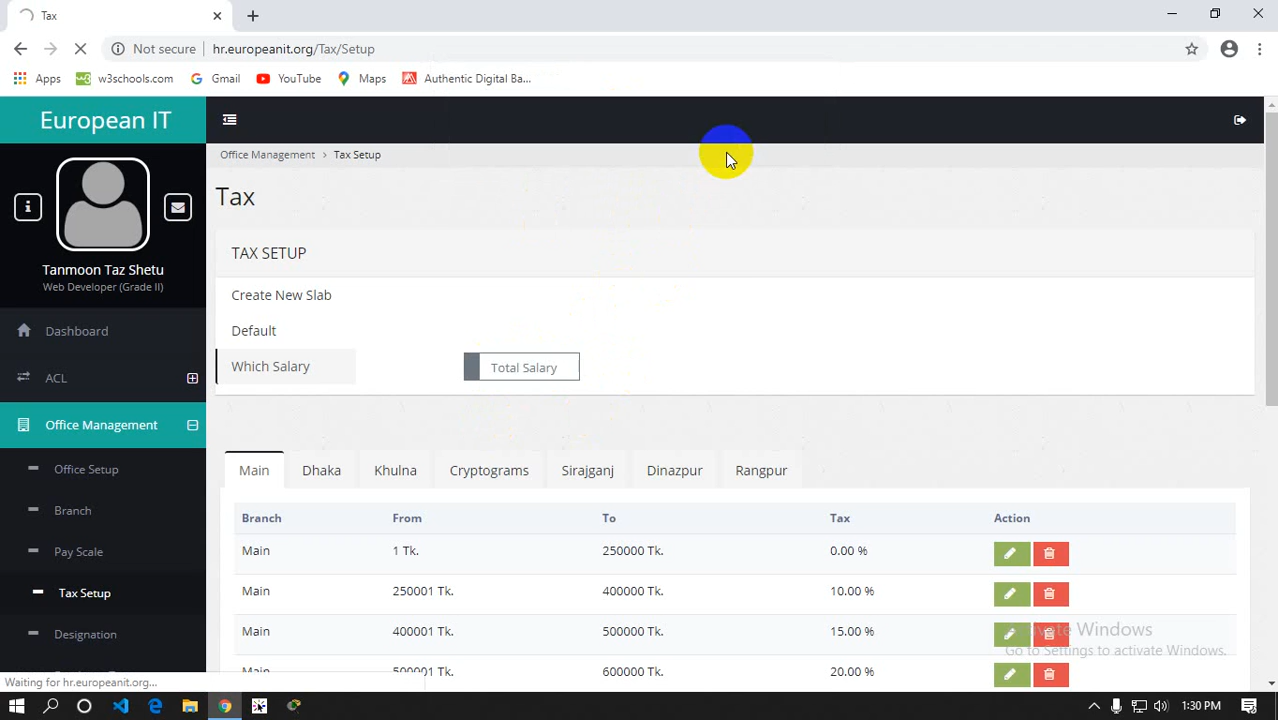 Tax
Not secure hr.europeanit.org/Tax/Setup
Apps w3schools.com Gmail YouTube Maps Authentic Digital Ba...
European IT
Office Management > Tax Setup
Tax
Tanmoon Taz Shetu
Web Developer (Grade II)
TAX SETUP
Create New Slab
Default
Which Salary Total Salary
Dashboard
ACL
Office Management
Office Setup
Branch
Pay Scale
Tax Setup
Designation
Main Dhaka Khulna Cryptograms Sirajganj Dinazpur Rangpur
Branch From To Tax Action
Main 1 Tk. 250000 Tk. 0.00 %
Main 250001 Tk. 400000 Tk. 10.00 %
Main 400001 Tk. 500000 Tk. 15.00 %
Main 500001 Tk. 600000 Tk. 20.00 %
Activate Windows
Go to Settings to activate Windows.
Waiting for hr.europeanit.org...
1:30 PM